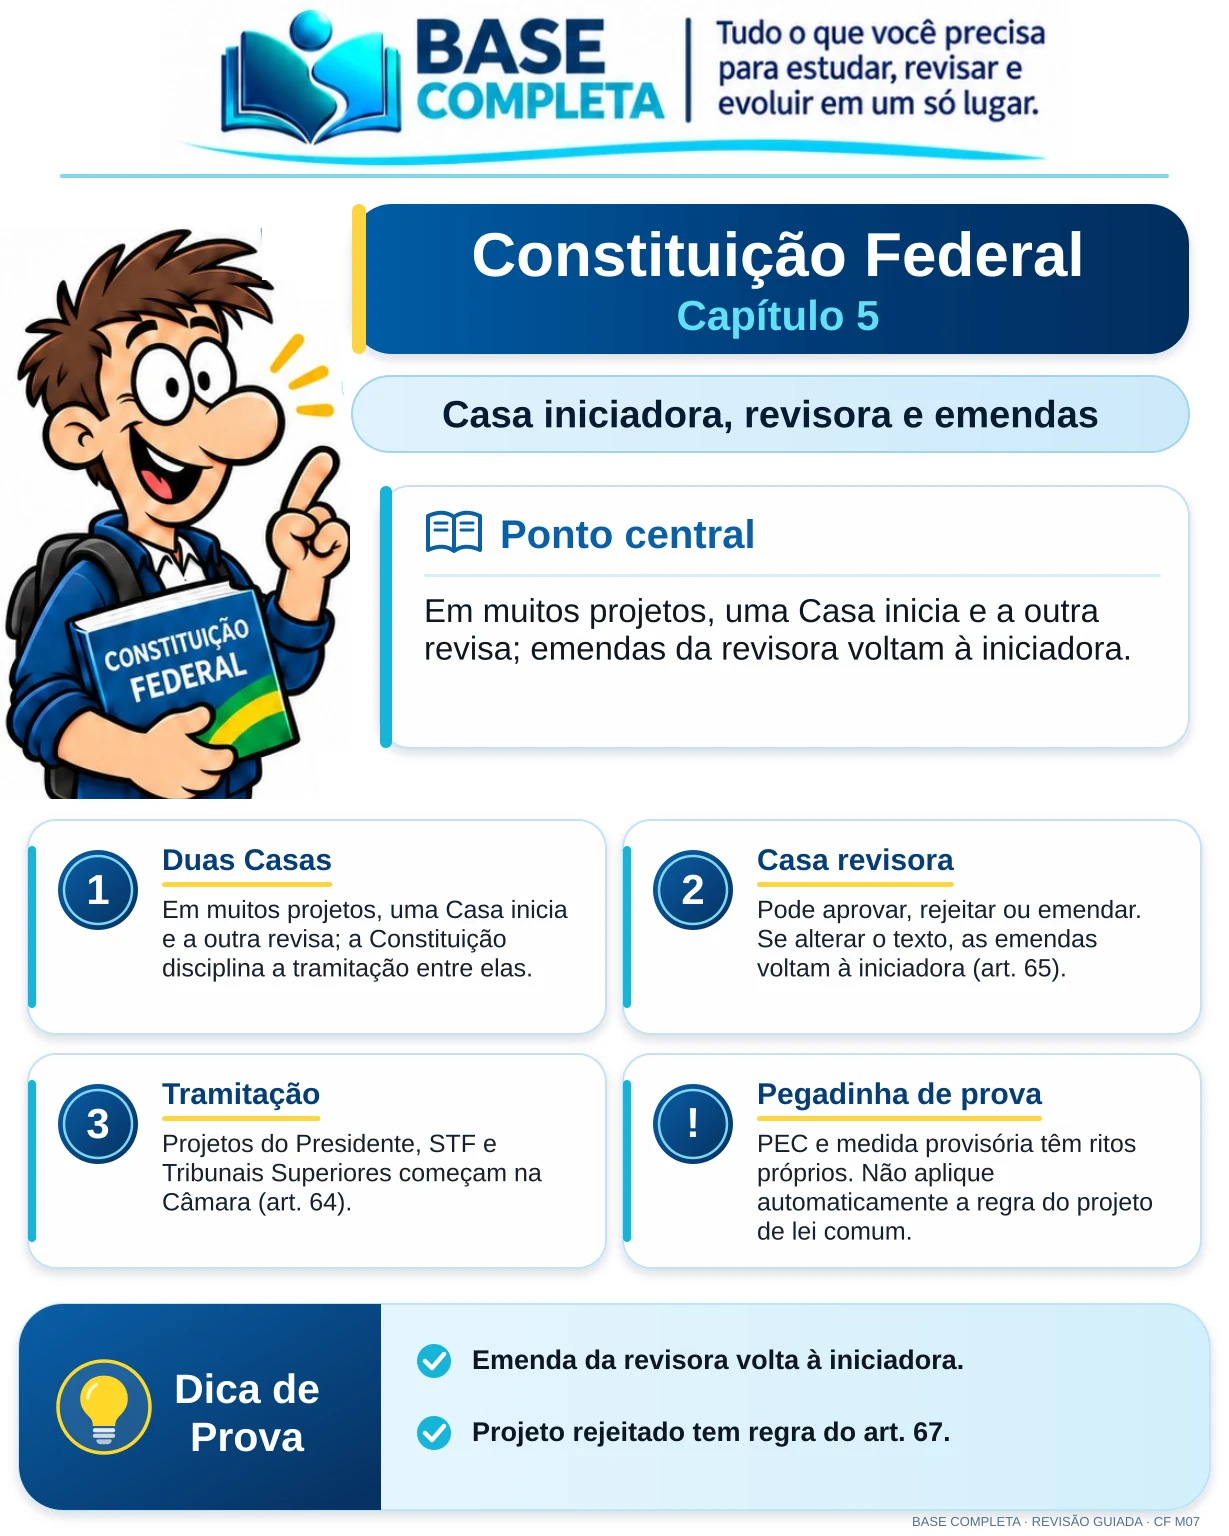 BASE
COMPLETA
Tudo o que você precisa
para estudar, revisar e
evoluir em um só lugar.
Constituição Federal
Capítulo 5
Casa iniciadora, revisora e emendas
CONSTITUIÇÃO
FEDERAL
Ponto central
Em muitos projetos, uma Casa inicia e a outra
revisa; emendas da revisora voltam à iniciadora.
1
Duas Casas
Em muitos projetos, uma Casa inicia
e a outra revisa; a Constituição
disciplina a tramitação entre elas.
2
Casa revisora
Pode aprovar, rejeitar ou emendar.
Se alterar o texto, as emendas
voltam à iniciadora (art. 65).
3
Tramitação
Projetos do Presidente, STF e
Tribunais Superiores começam na
Câmara (art. 64).
!
Pegadinha de prova
PEC e medida provisória têm ritos
próprios. Não aplique
automaticamente a regra do projeto
de lei comum.
Dica de
Prova
Emenda da revisora volta à iniciadora.
Projeto rejeitado tem regra do art. 67.
BASE COMPLETA · REVISÃO GUIADA · CF M07